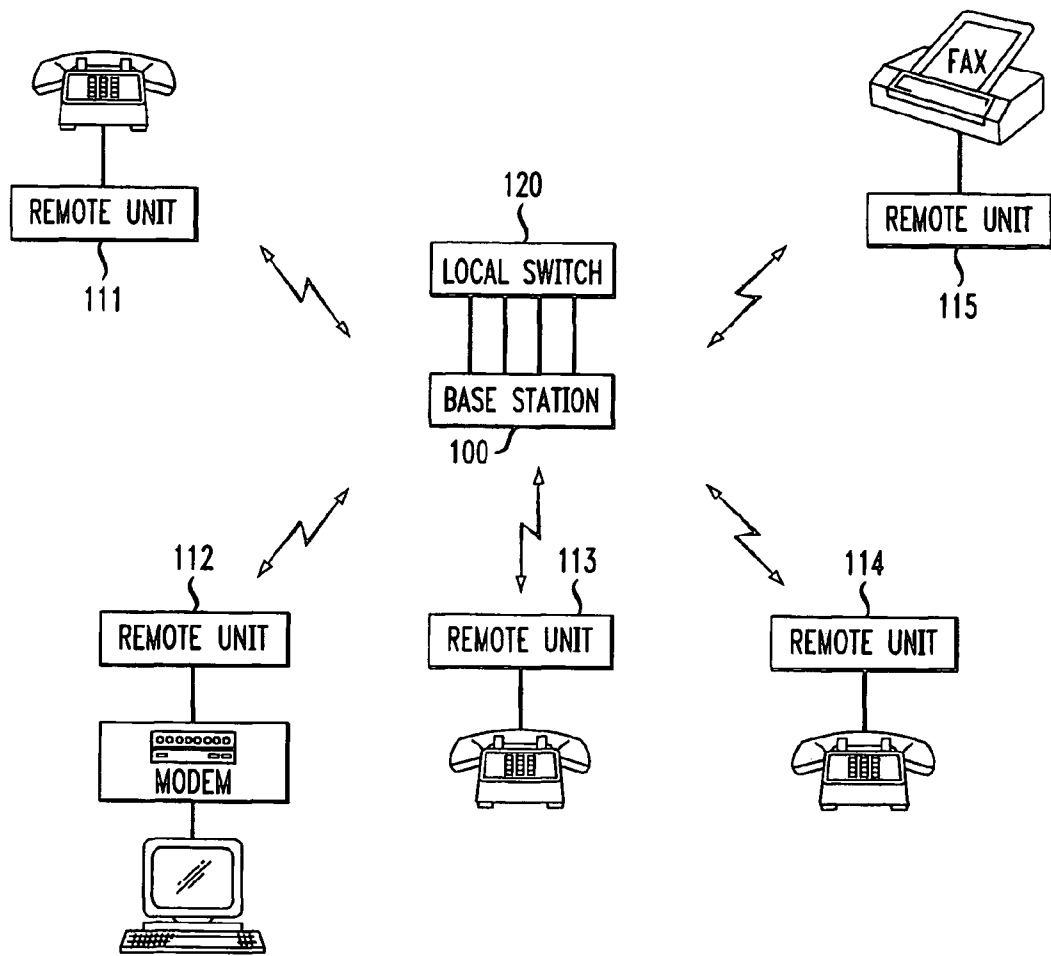 FAX
REMOTE UNIT
111
120
LOCAL SWITCH
BASE STATION
100
REMOTE UNIT
115
112
REMOTE UNIT
MODEM
113
REMOTE UNIT
114
REMOTE UNIT